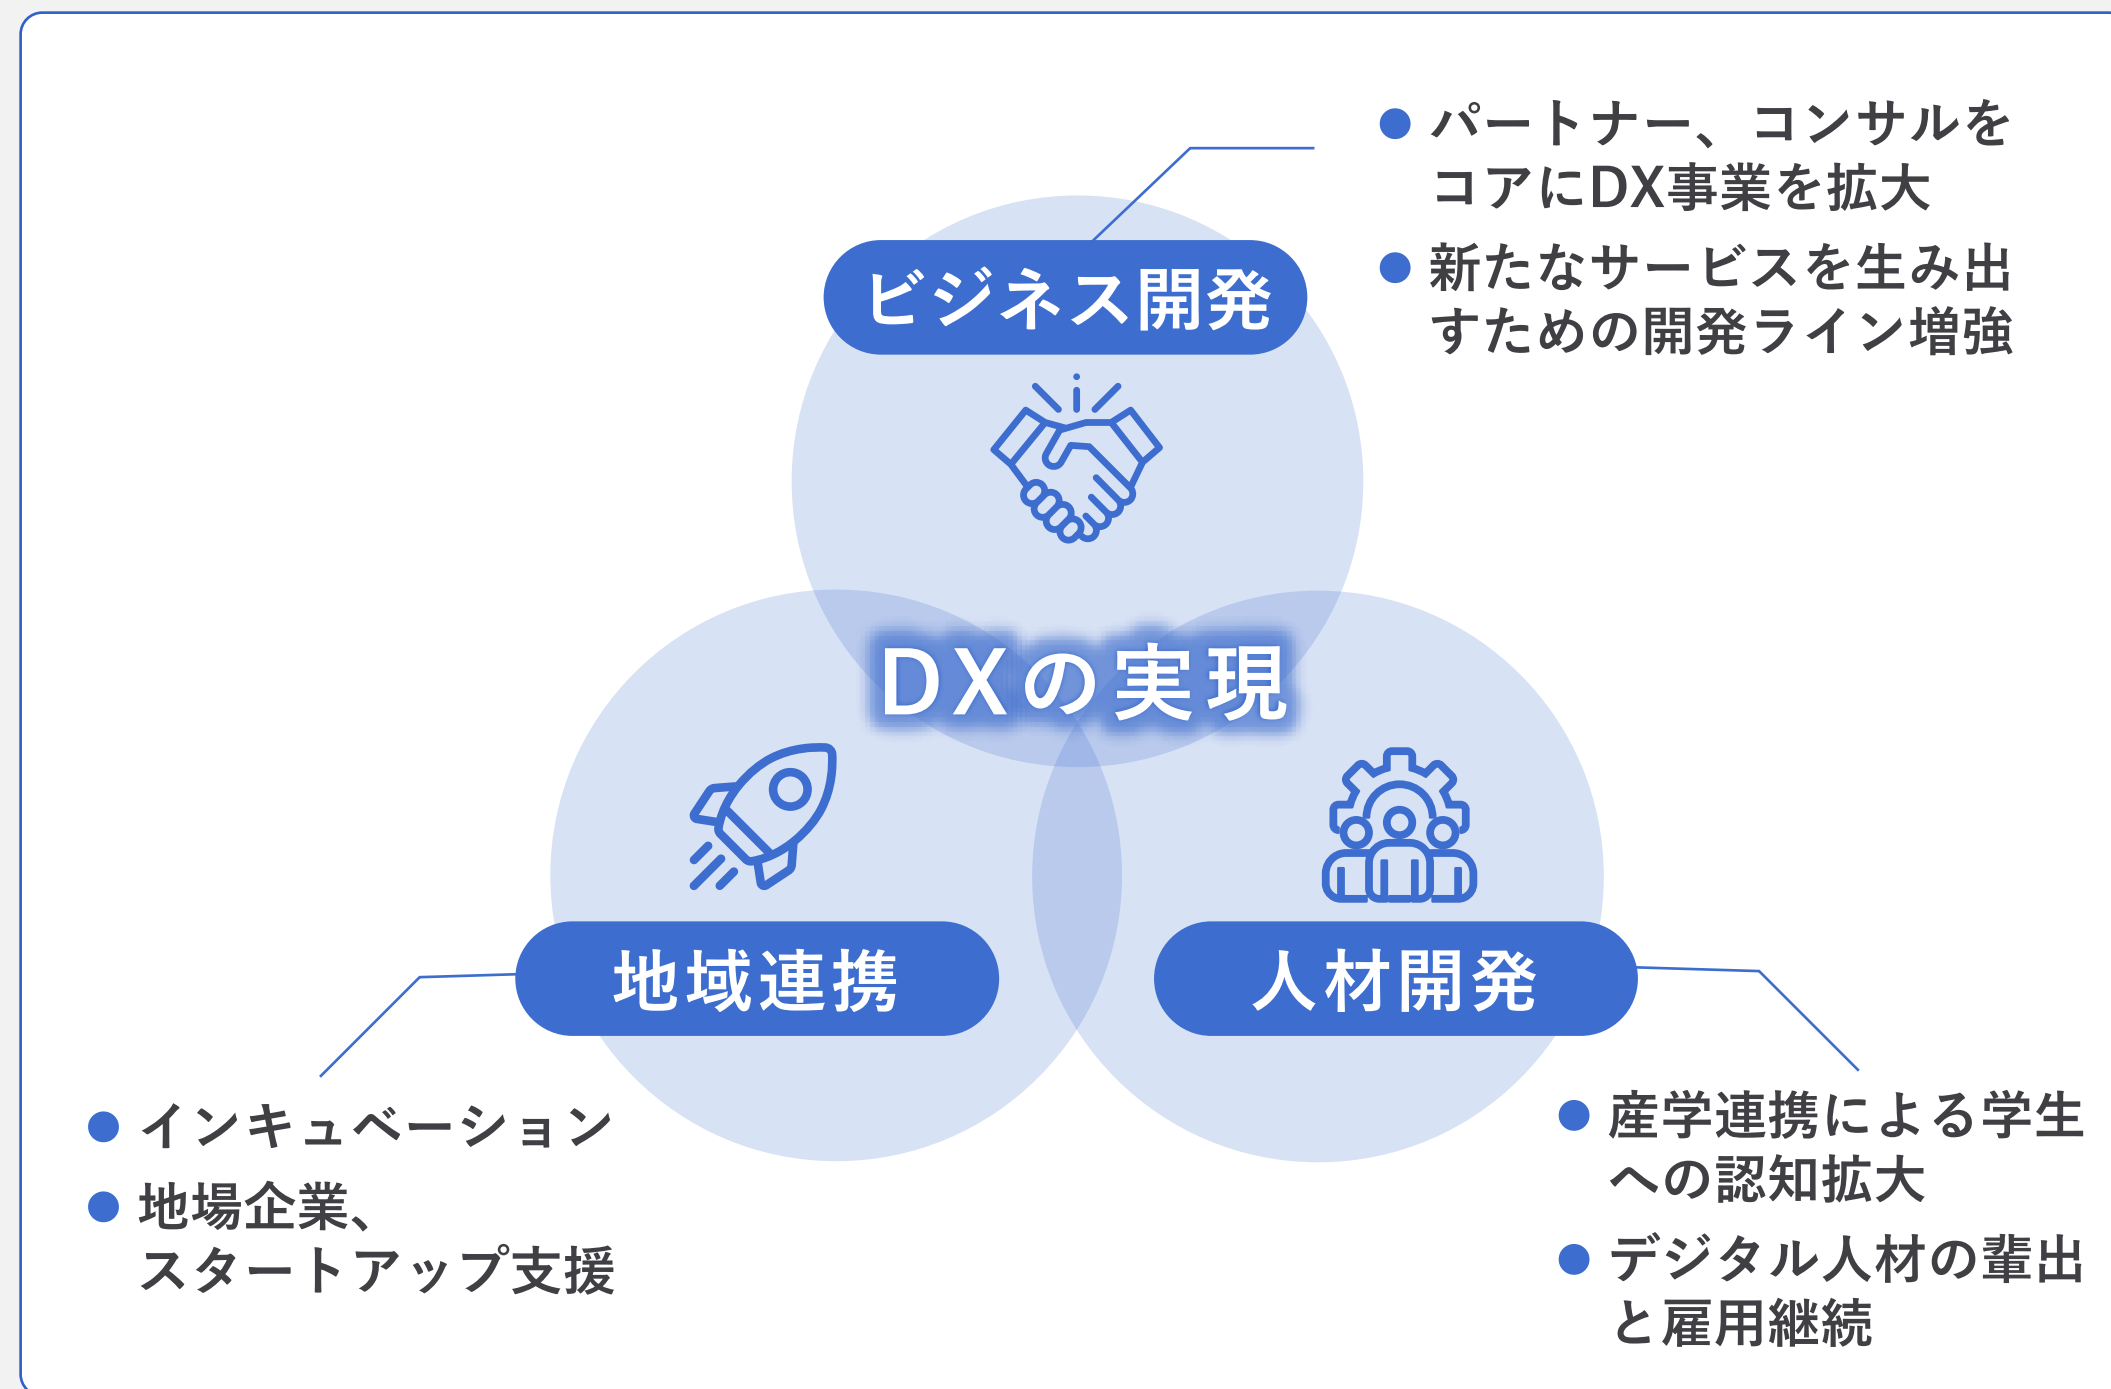 パートナー、コンサルを
コアにDX事業を拡大
新たなサービスを生み出
すための開発ライン増強
ビジネス開発
DXの実現
地域連携
人材開発
インキュベーション
地場企業、
スタートアップ支援
産学連携による学生
への認知拡大
デジタル人材の輩出
と雇用継続